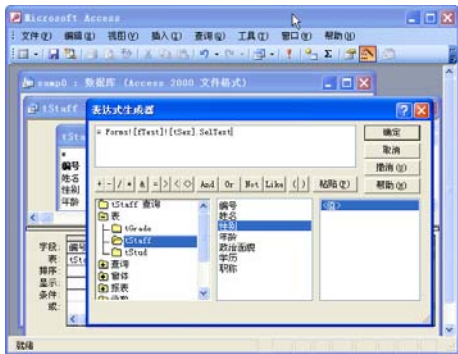 Microsoft Access
文件(F) 编辑(E) 视图(V) 插入(I) 查询(Q) 工具(T) 窗口(W) 帮助(H)
samp0 : 数据库 (Access 2000 文件格式)
tStaff
表达式生成器
= Forms![fTest]![tSex].SelText
确定
取消
撤消(U)
帮助(H)
+ - / * & = > < <> And Or Not Like ( ) 粘贴(P)
tStaff 查询
表
tGrade
tStaff
tStud
查询
窗体
报表
函数
编号
姓名
性别
年龄
政治面貌
学历
职称
<值>
*
编号
姓名
性别
年龄
字段: 编号
表: tSta
排序:
显示:
条件:
或:
就绪